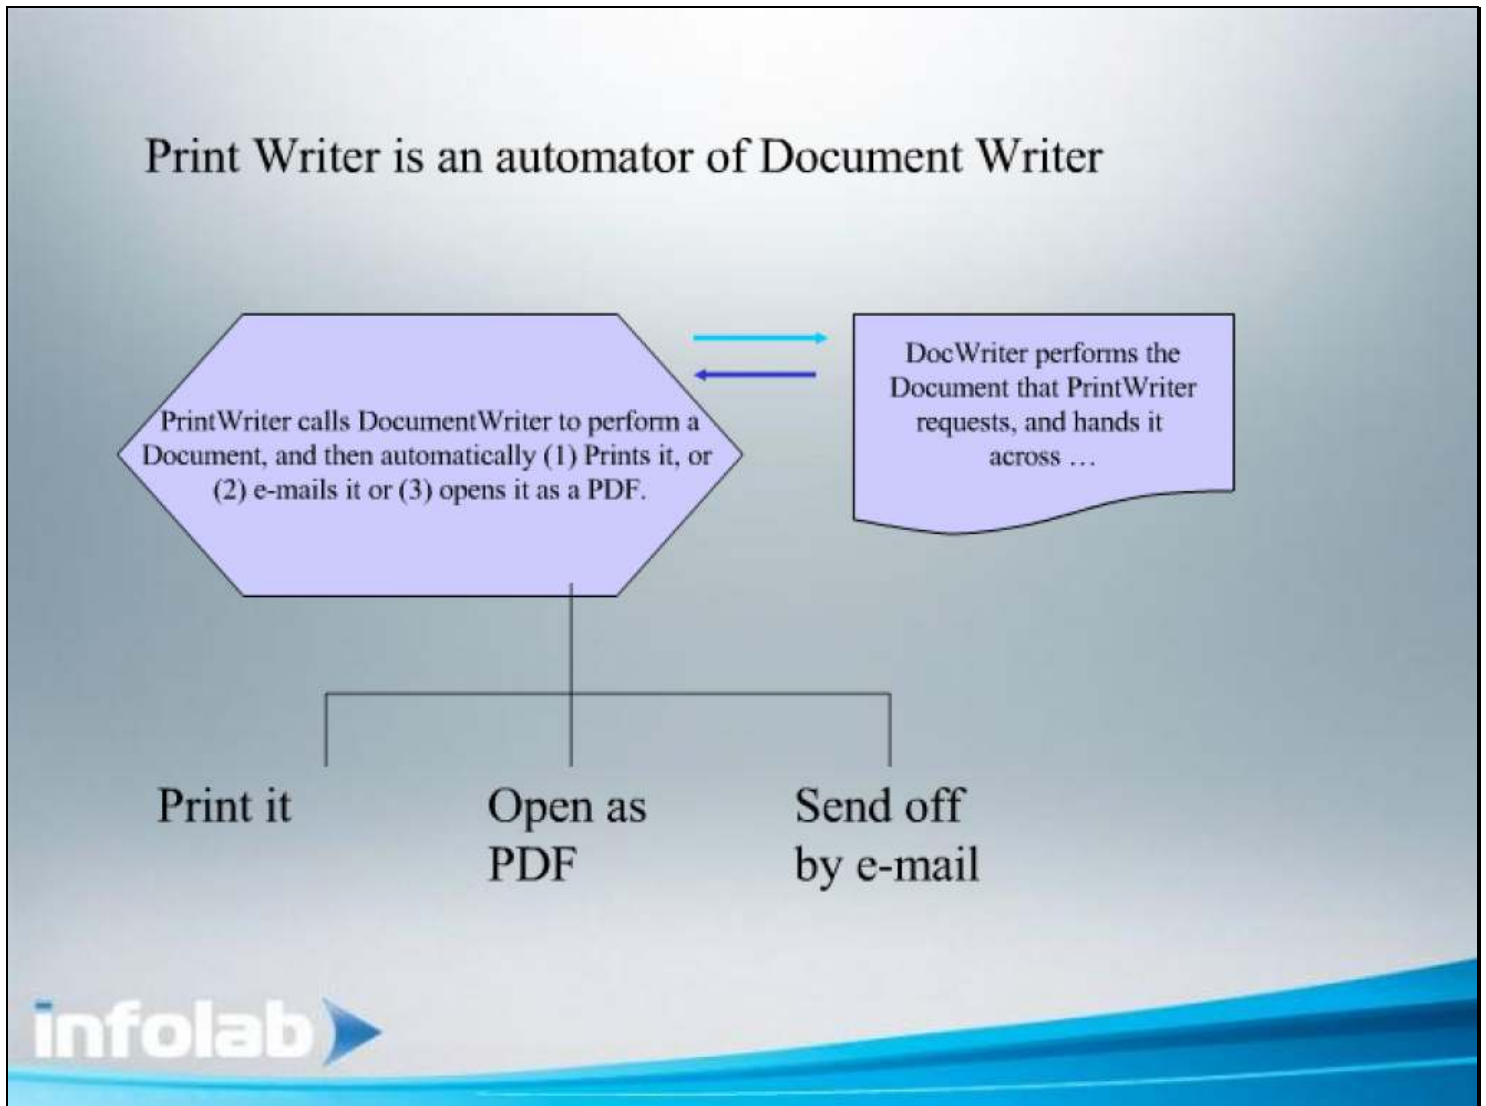 Print Writer is an automator of Document Writer
PrintWriter calls DocumentWriter to perform a
Document, and then automatically (1) Prints it, or
(2) e-mails it or (3) opens it as a PDF.
DocWriter performs the
Document that PrintWriter
requests, and hands it
across …
Print it
Open as
PDF
Send off
by e-mail
infolab